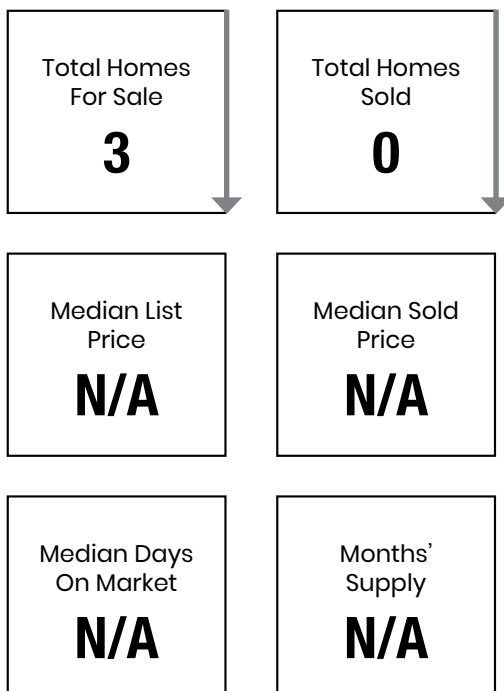 Total Homes
For Sale
3
Total Homes
Sold
0
Median List
Price
N/A
Median Sold
Price
N/A
Median Days
On Market
N/A
Months’
Supply
N/A